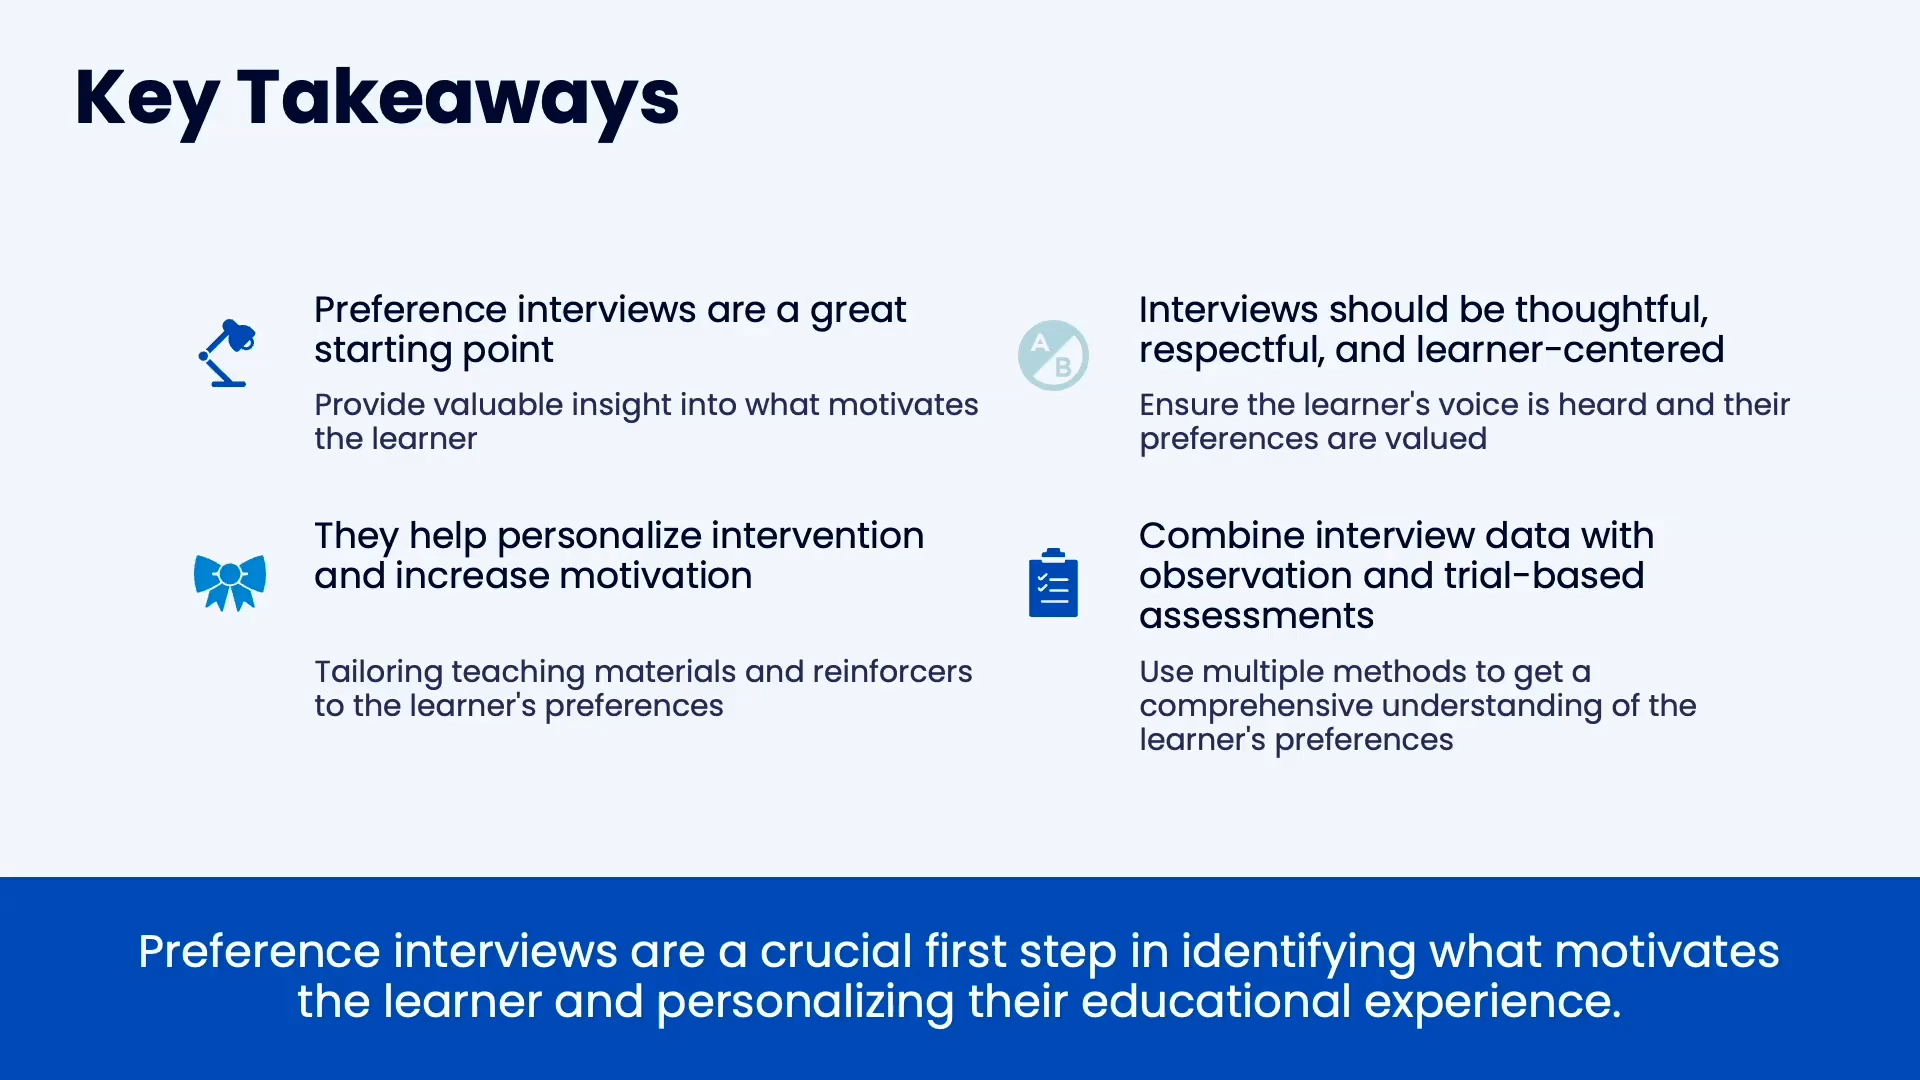 Key Takeaways
Preference interviews are a great
starting point
Provide valuable insight into what motivates
the learner
A
B
Interviews should be thoughtful,
respectful, and learner-centered
Ensure the learner's voice is heard and their
preferences are valued
They help personalize intervention
and increase motivation
Tailoring teaching materials and reinforcers
to the learner's preferences
Combine interview data with
observation and trial-based
assessments
Use multiple methods to get a
comprehensive understanding of the
learner's preferences
Preference interviews are a crucial first step in identifying what motivates
the learner and personalizing their educational experience.